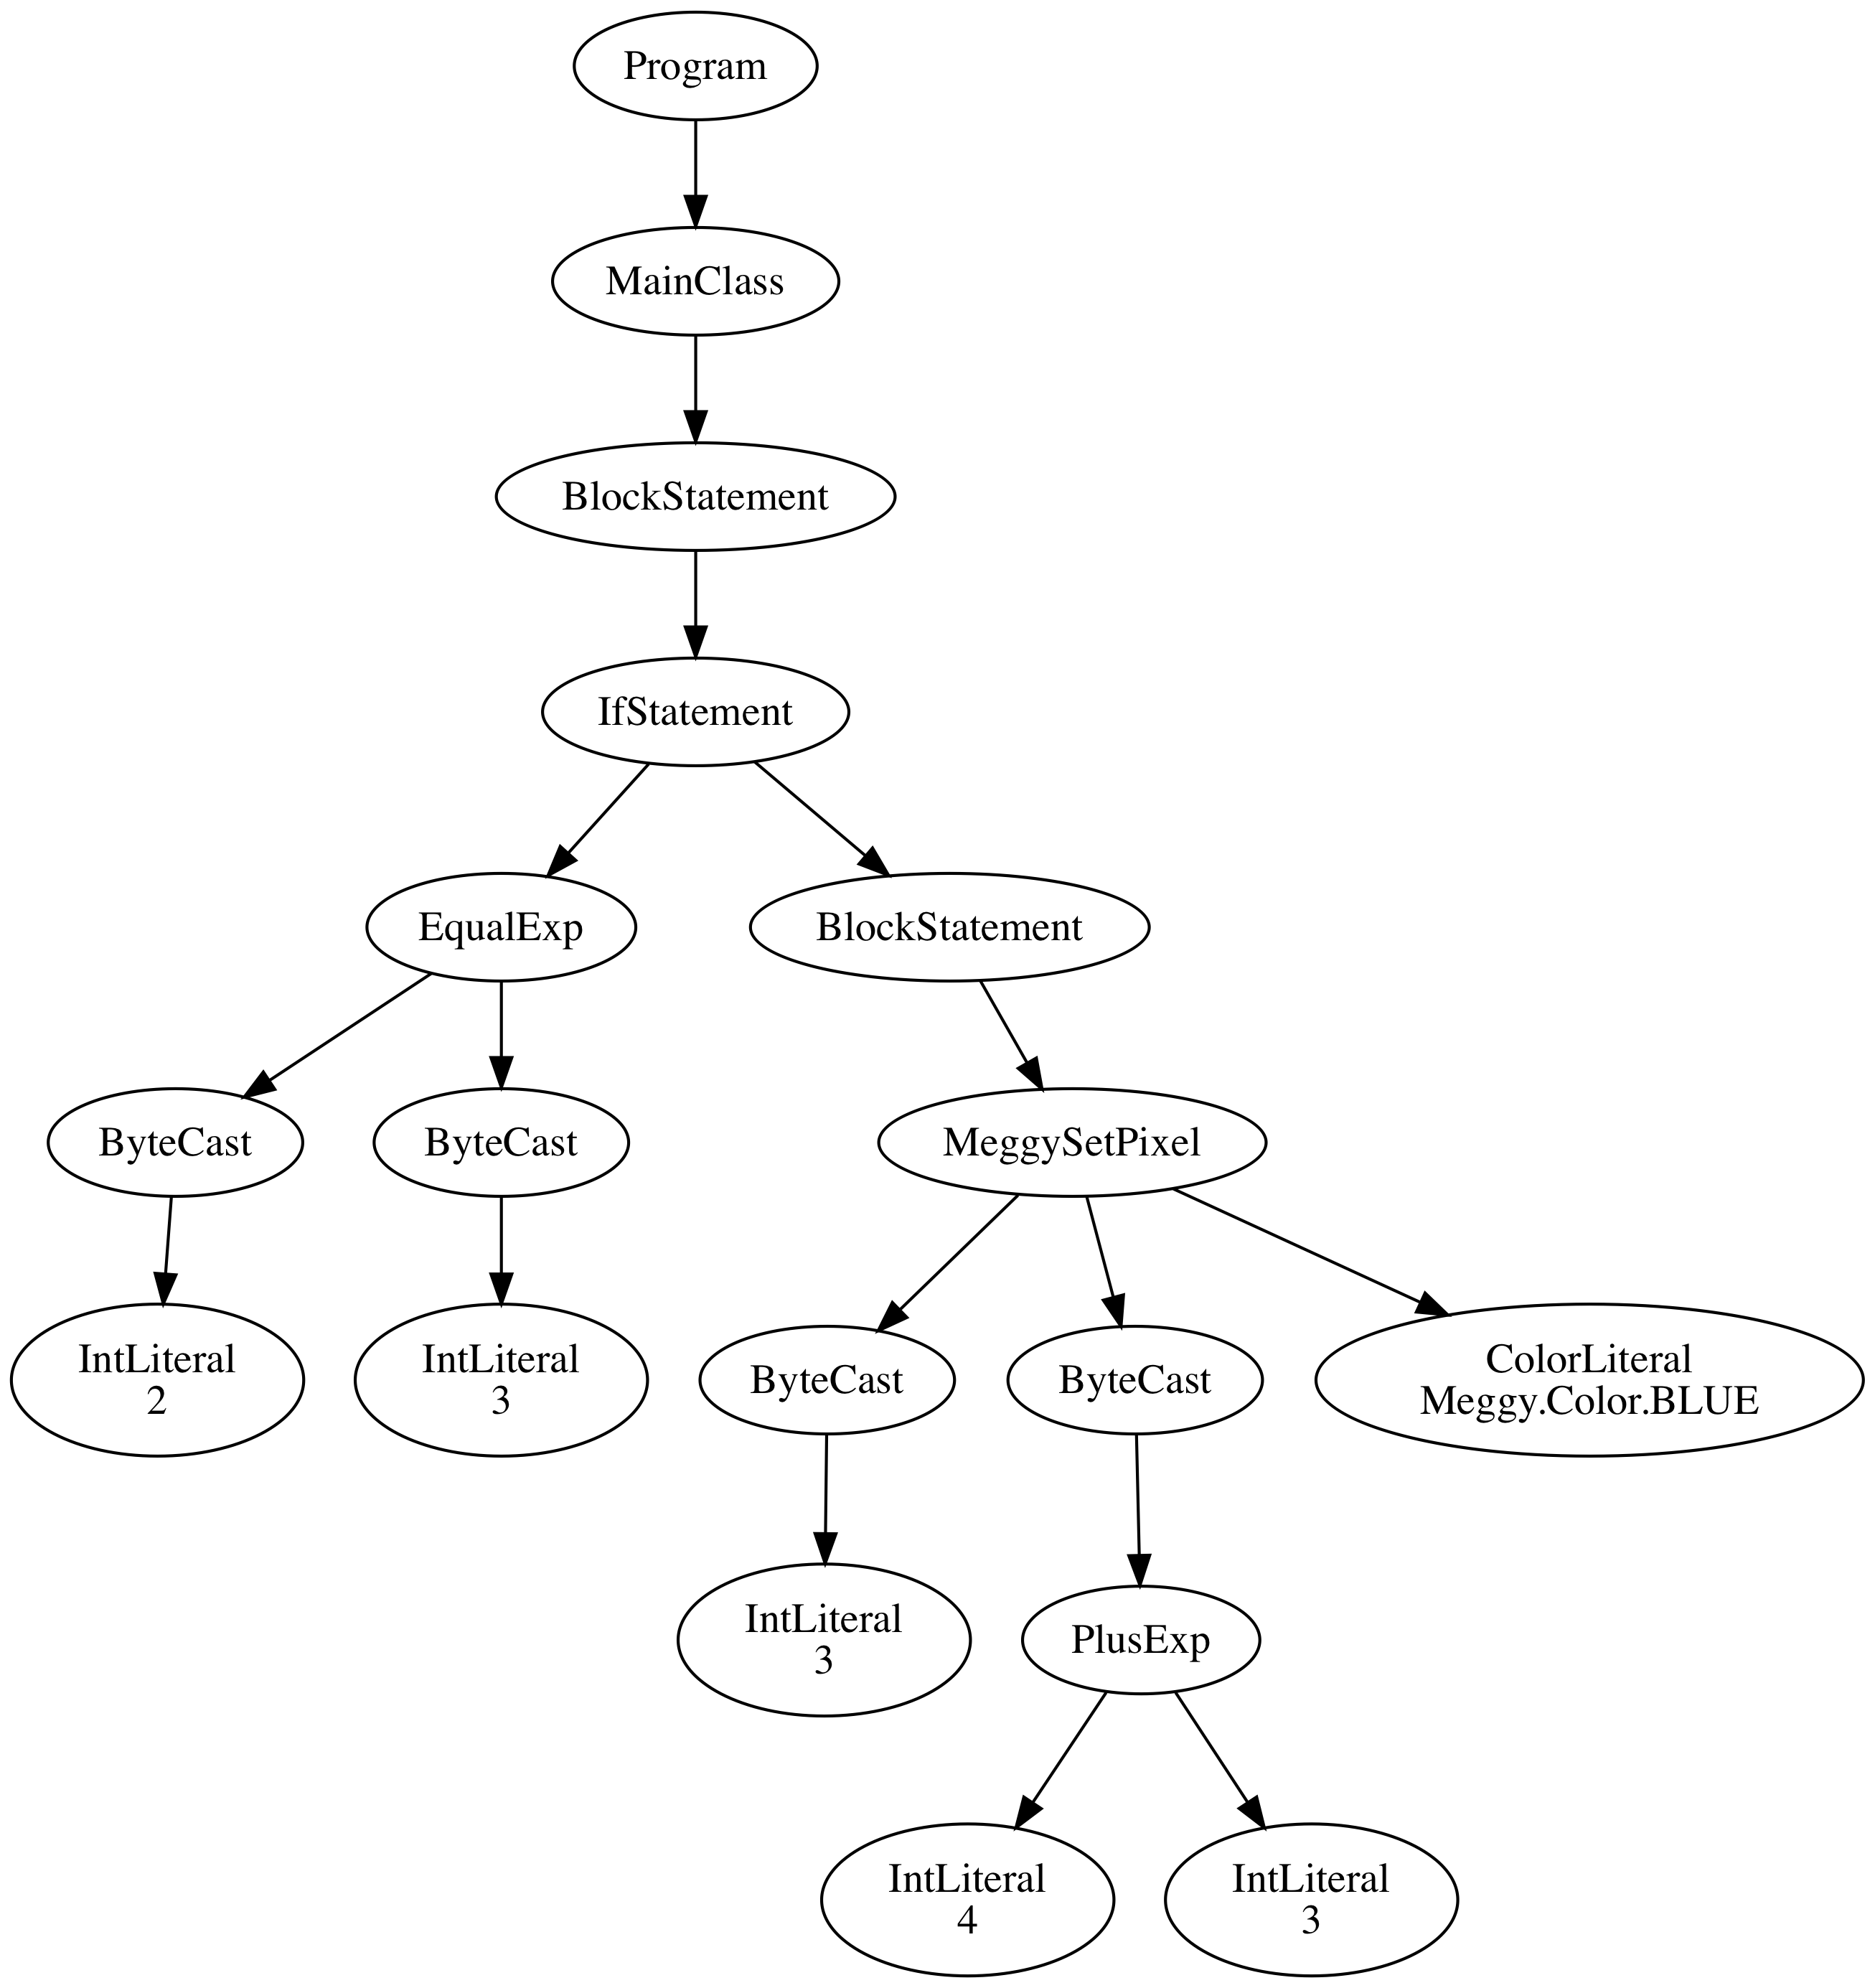 Program
MainClass
BlockStatement
IfStatement
EqualExp
BlockStatement
ByteCast
ByteCast
MeggySetPixel
IntLiteral
2
IntLiteral
3
ByteCast
ByteCast
ColorLiteral
Meggy.Color.BLUE
IntLiteral
3
PlusExp
IntLiteral
4
IntLiteral
3